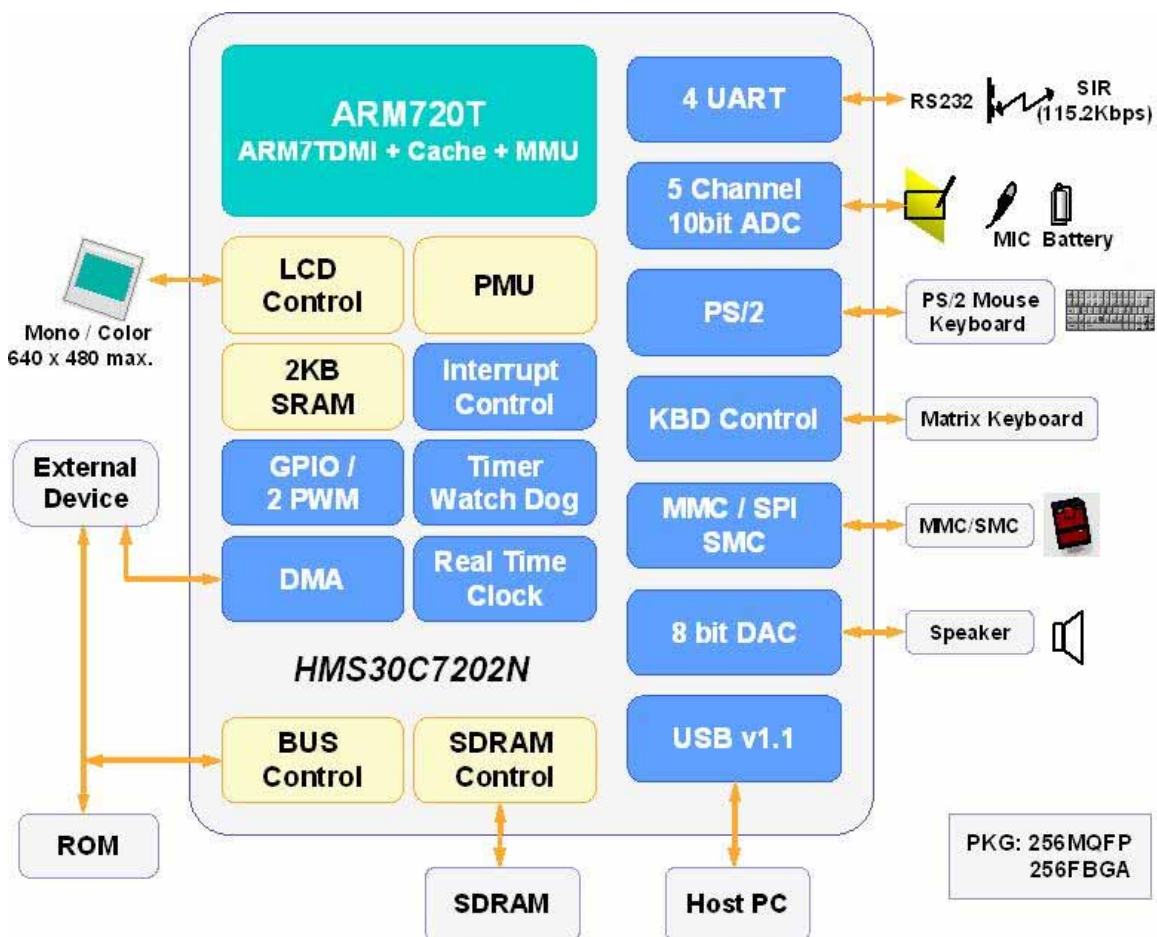 ARM720T
ARM7TDMI + Cache + MMU
LCD
Control
PMU
2KB
SRAM
Interrupt
Control
GPIO /
2 PWM
Timer
Watch Dog
DMA
Real Time
Clock
HMS30C7202N
BUS
Control
SDRAM
Control
4 UART
5 Channel
10bit ADC
PS/2
KBD Control
MMC / SPI
SMC
8 bit DAC
USB v1.1
Mono / Color
640 x 480 max.
External
Device
ROM
SDRAM
Host PC
RS232
SIR
(115.2Kbps)
MIC Battery
PS/2 Mouse
Keyboard
Matrix Keyboard
MMC/SMC
Speaker
PKG: 256MQFP
256FBGA